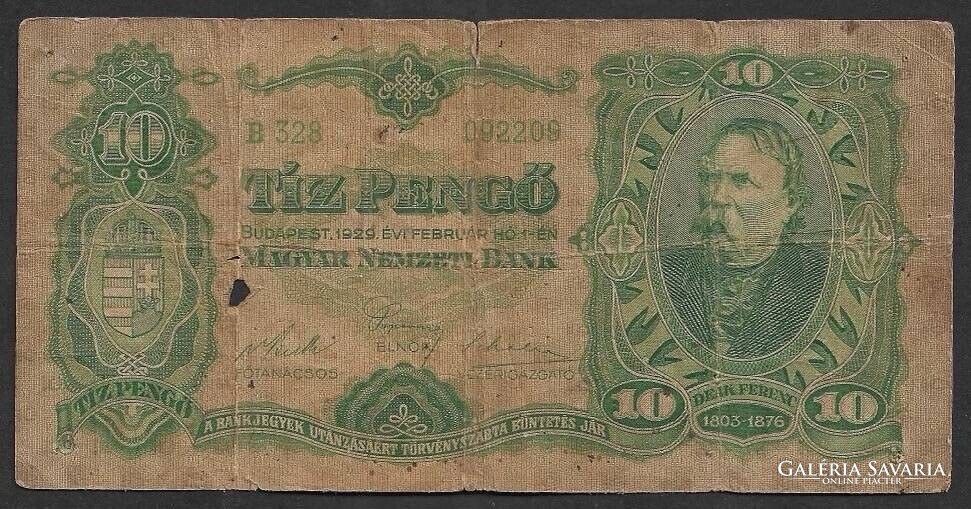 10
10
B 328 092209
TÍZ PENGŐ
BUDAPEST, 1929. ÉVI FEBRUÁR HÓ 1-ÉN
MAGYAR NEMZETI BANK
ELNÖK
FŐTANÁCSOS VEZÉRIGAZGATÓ
TÍZ PENGŐ
A BANKJEGYEK UTÁNZÁSÁÉRT TÖRVÉNYSZABTA BÜNTETÉS JÁR
10 DEÁK FERENC 10
1803-1876
GALÉRIA SAVARIA
ONLINE PIACTÉR